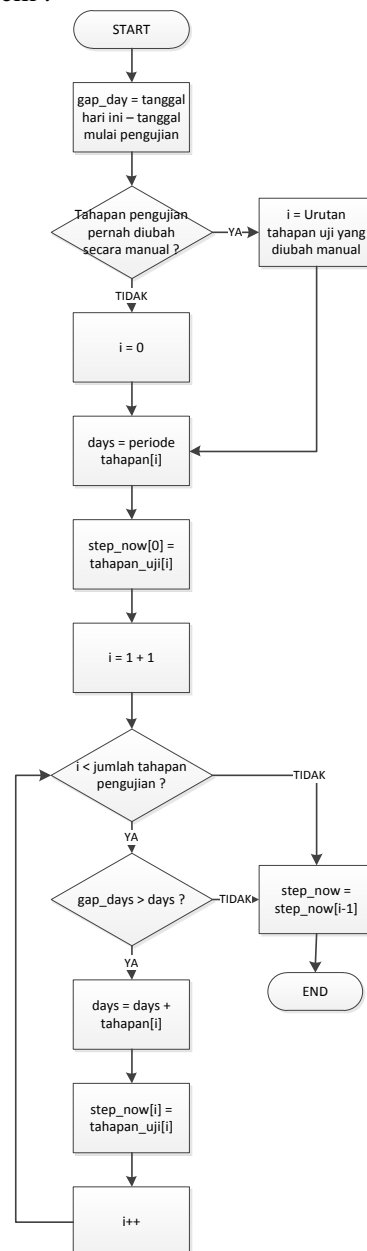 START
gap_day = tanggal
hari ini – tanggal
mulai pengujian
Tahapan pengujian
pernah diubah
secara manual ?
YA
i = Urutan
tahapan uji yang
diubah manual
TIDAK
i = 0
days = periode
tahapan[i]
step_now[0] =
tahapan_uji[i]
i = 1 + 1
i < jumlah tahapan
pengujian ?
TIDAK
YA
gap_days > days ?
TIDAK
step_now =
step_now[i-1]
YA
END
days = days +
tahapan[i]
step_now[i] =
tahapan_uji[i]
i++